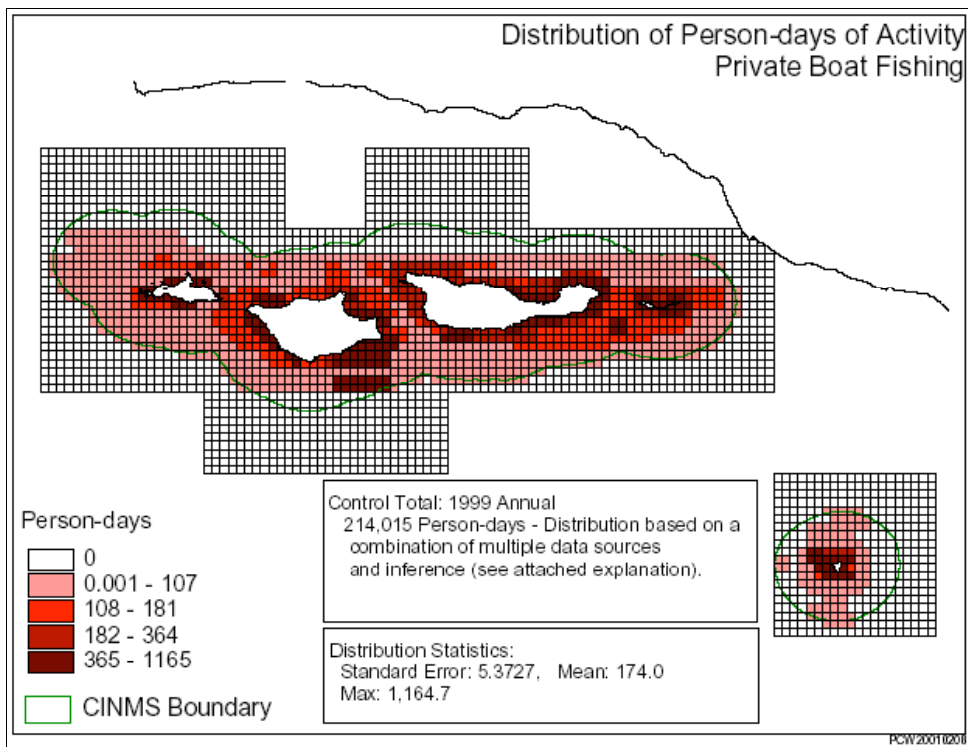 Distribution of Person-days of Activity
Private Boat Fishing
Person-days
0
0.001 - 107
108 - 181
182 - 364
365 - 1165
CINMS Boundary
Control Total: 1999 Annual
214,015 Person-days - Distribution based on a
combination of multiple data sources
and inference (see attached explanation).
Distribution Statistics:
Standard Error: 5.3727, Mean: 174.0
Max: 1,164.7
PCW20010208